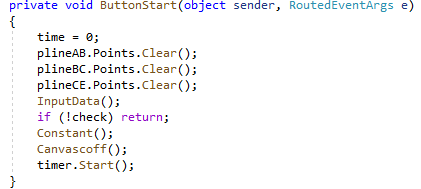 private void ButtonStart(object sender, RoutedEventArgs e)
{
time = 0;
plineAB.Points.Clear();
plineBC.Points.Clear();
plineCE.Points.Clear();
InputData();
if (!check) return;
Constant();
Canvascoff();
timer.Start();
}